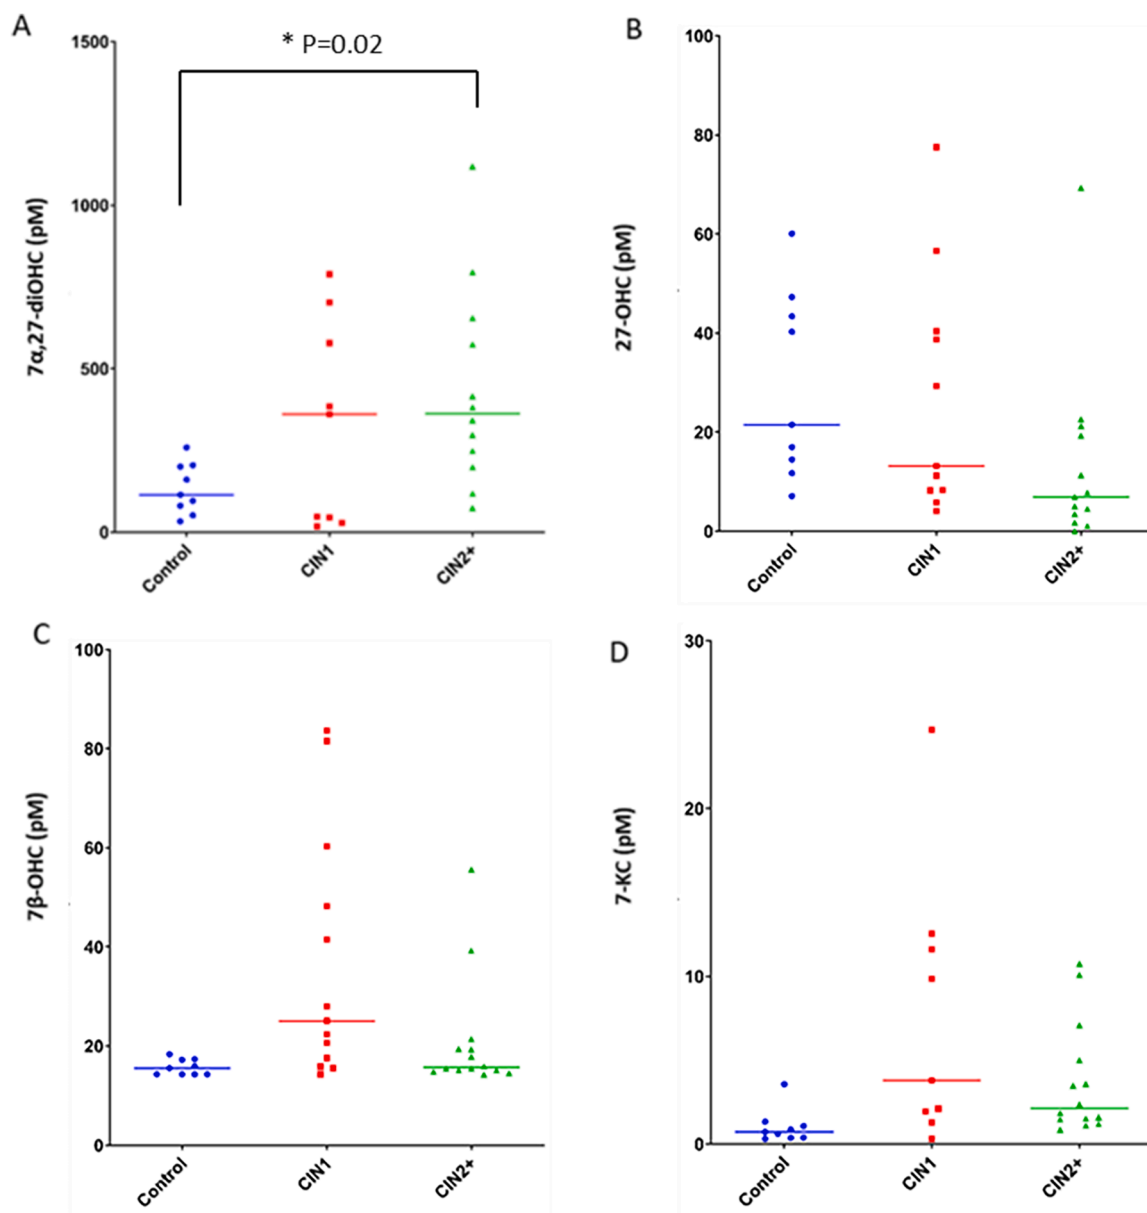 A
* P=0.02
7α,27-diOHC (pM)
1500
1000
500
0
Control
CIN1
CIN2+
B
27-OHC (pM)
100
80
60
40
20
0
Control
CIN1
CIN2+
C
7β-OHC (pM)
100
80
60
40
20
0
Control
CIN1
CIN2+
D
7-KC (pM)
30
20
10
0
Control
CIN1
CIN2+